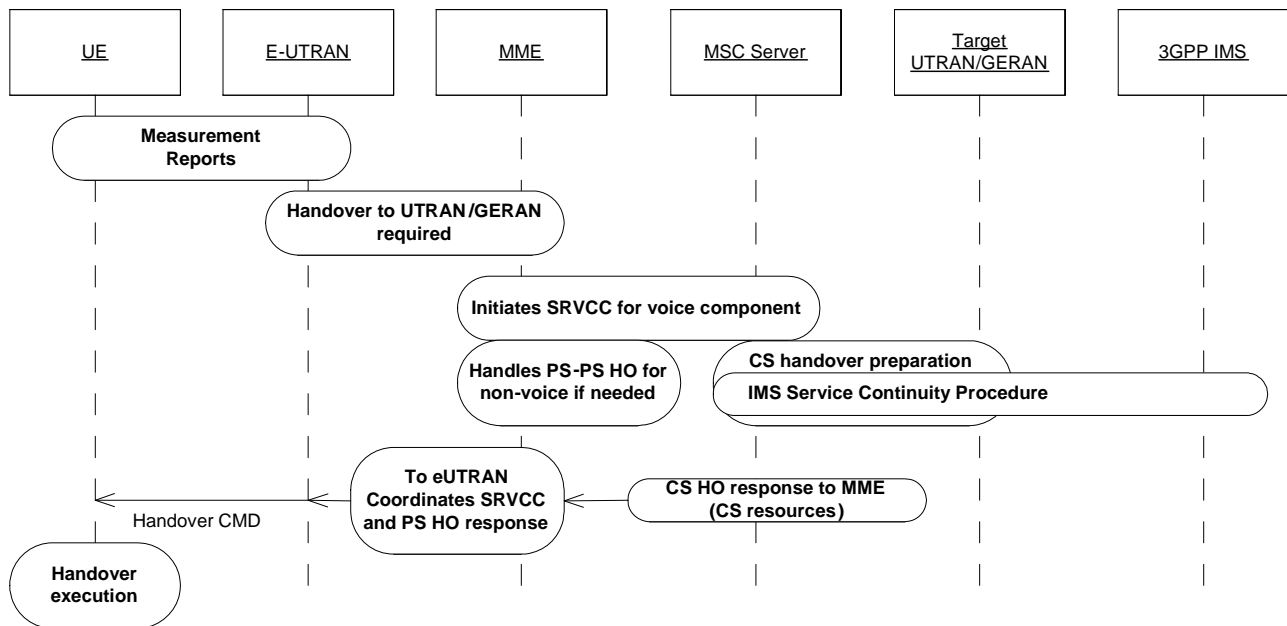 UE
E-UTRAN
MME
MSC Server
Target
UTRAN/GERAN
3GPP IMS
Measurement
Reports
Handover to UTRAN/GERAN
required
Initiates SRVCC for voice component
Handles PS-PS HO for
non-voice if needed
CS handover preparation
IMS Service Continuity Procedure
To eUTRAN
Coordinates SRVCC
and PS HO response
CS HO response to MME
(CS resources)
Handover CMD
Handover
execution